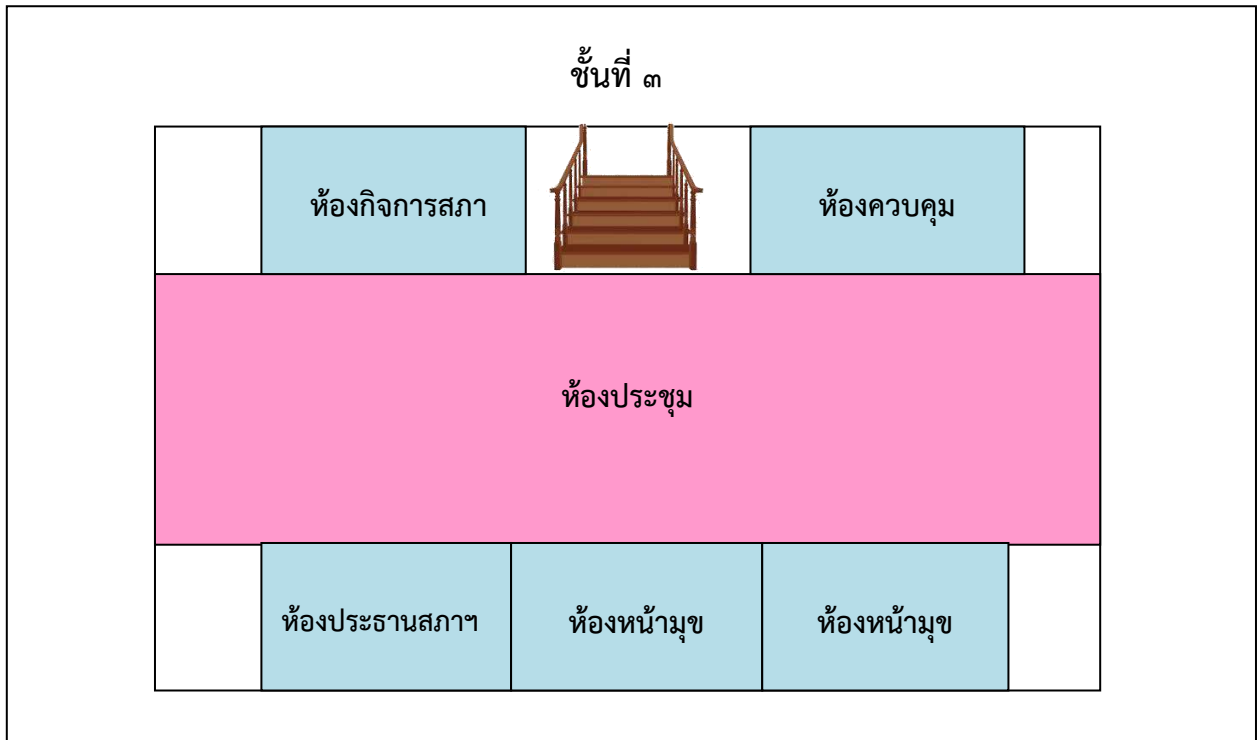 ชั้นที่ ๓
ห้องกิจการสภา
ห้องควบคุม
ห้องประชุม
ห้องประธานสภาฯ
ห้องหน้ามุข
ห้องหน้ามุข